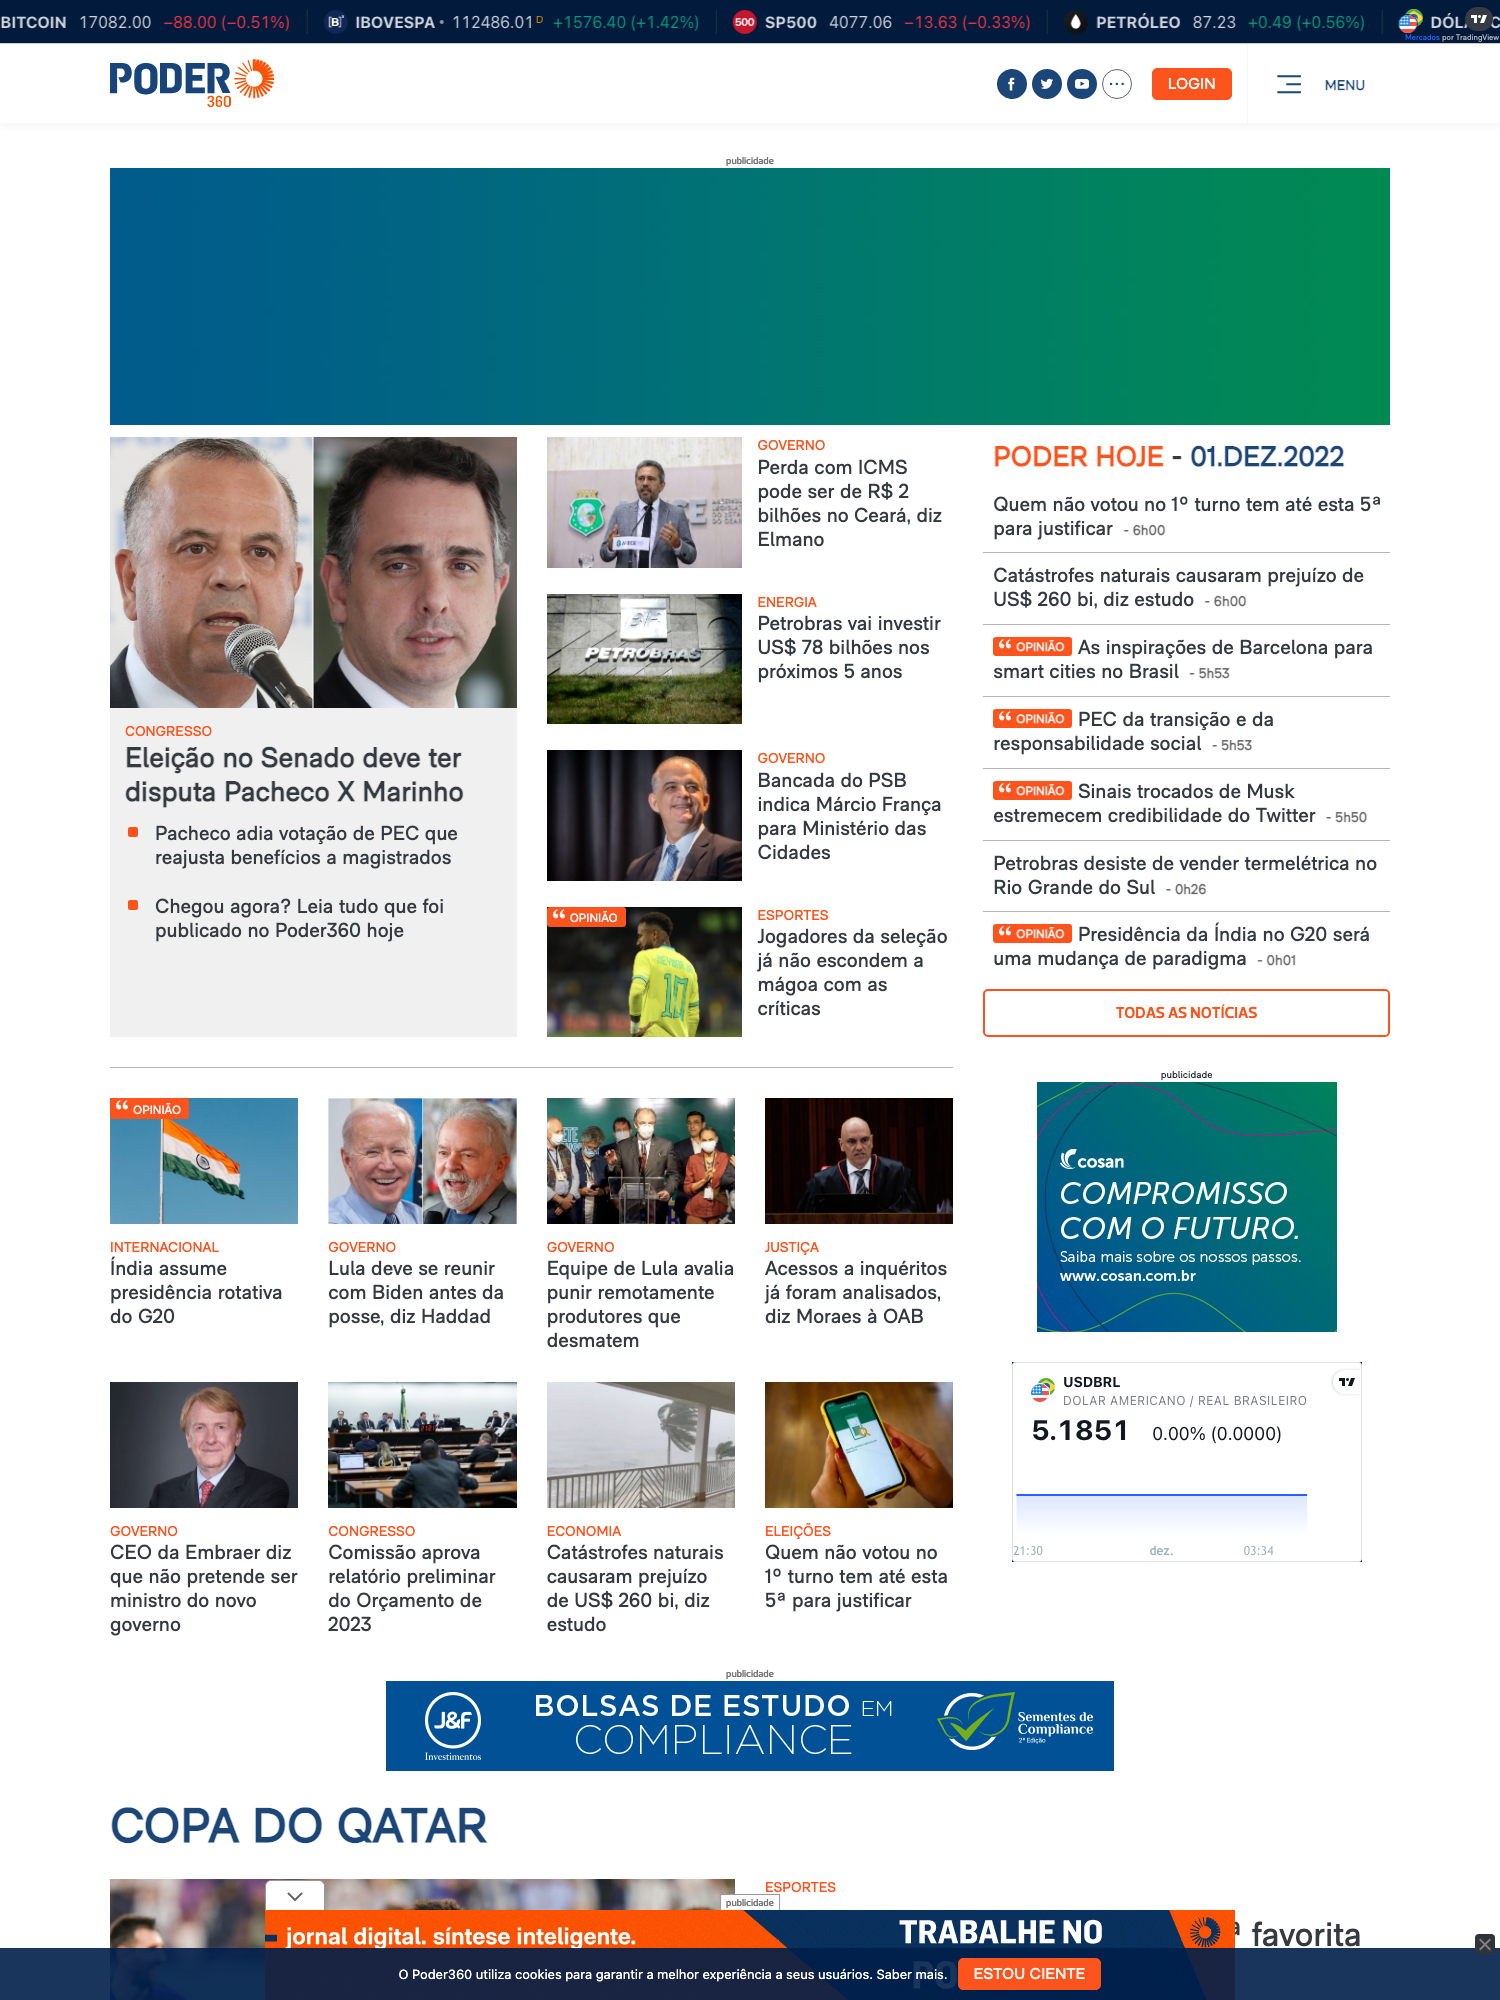 BITCOIN 17082.00 −88.00 (−0.51%) IBOVESPA • 112486.01 D +1576.40 (+1.42%) 500 SP500 4077.06 −13.63 (−0.33%) PETRÓLEO 87.23 +0.49 (+0.56%)
Mercados por TradingView
PODER
360
LOGIN
MENU
publicidade
CONGRESSO
Eleição no Senado deve ter
disputa Pacheco X Marinho
Pacheco adia votação de PEC que
reajusta benefícios a magistrados
Chegou agora? Leia tudo que foi
publicado no Poder360 hoje
GOVERNO
Perda com ICMS
pode ser de R$ 2
bilhões no Ceará, diz
Elmano
PETROBRAS
ENERGIA
Petrobras vai investir
US$ 78 bilhões nos
próximos 5 anos
GOVERNO
Bancada do PSB
indica Márcio França
para Ministério das
Cidades
“ OPINIÃO
10
ESPORTES
Jogadores da seleção
já não escondem a
mágoa com as
críticas
PODER HOJE - 01.DEZ.2022
Quem não votou no 1º turno tem até esta 5ª
para justificar - 6h00
Catástrofes naturais causaram prejuízo de
US$ 260 bi, diz estudo - 6h00
“ OPINIÃO As inspirações de Barcelona para
smart cities no Brasil - 5h53
“ OPINIÃO PEC da transição e da
responsabilidade social - 5h53
“ OPINIÃO Sinais trocados de Musk
estremecem credibilidade do Twitter - 5h50
Petrobras desiste de vender termelétrica no
Rio Grande do Sul - 0h26
“ OPINIÃO Presidência da Índia no G20 será
uma mudança de paradigma - 0h01
TODAS AS NOTÍCIAS
“ OPINIÃO
INTERNACIONAL
Índia assume
presidência rotativa
do G20
GOVERNO
Lula deve se reunir
com Biden antes da
posse, diz Haddad
GOVERNO
Equipe de Lula avalia
punir remotamente
produtores que
desmatem
JUSTIÇA
Acessos a inquéritos
já foram analisados,
diz Moraes à OAB
publicidade
cosan
COMPROMISSO
COM O FUTURO.
Saiba mais sobre os nossos passos.
www.cosan.com.br
USDBRL
DOLAR AMERICANO / REAL BRASILEIRO
5.1851 0.00% (0.0000)
21:30 dez. 03:34
GOVERNO
CEO da Embraer diz
que não pretende ser
ministro do novo
governo
CONGRESSO
Comissão aprova
relatório preliminar
do Orçamento de
2023
ECONOMIA
Catástrofes naturais
causaram prejuízo
de US$ 260 bi, diz
estudo
ELEIÇÕES
Quem não votou no
1º turno tem até esta
5ª para justificar
publicidade
J&F
Investimentos
BOLSAS DE ESTUDO EM
COMPLIANCE
Sementes de
Compliance
2ª Edição
COPA DO QATAR
ESPORTES
publicidade
favorita
jornal digital. síntese inteligente.
TRABALHE NO
O Poder360 utiliza cookies para garantir a melhor experiência a seus usuários. Saber mais.
ESTOU CIENTE